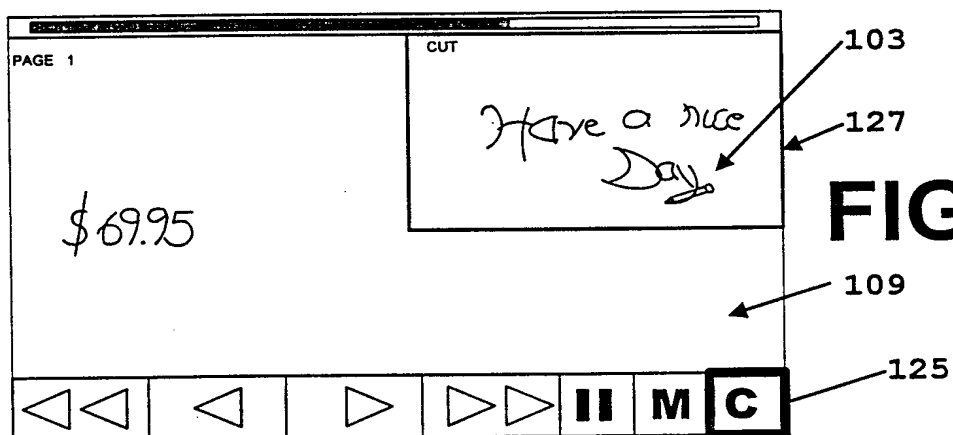 PAGE 1
CUT
Have a nice
Day
$69.95
103
127
FIG
109
125
M C